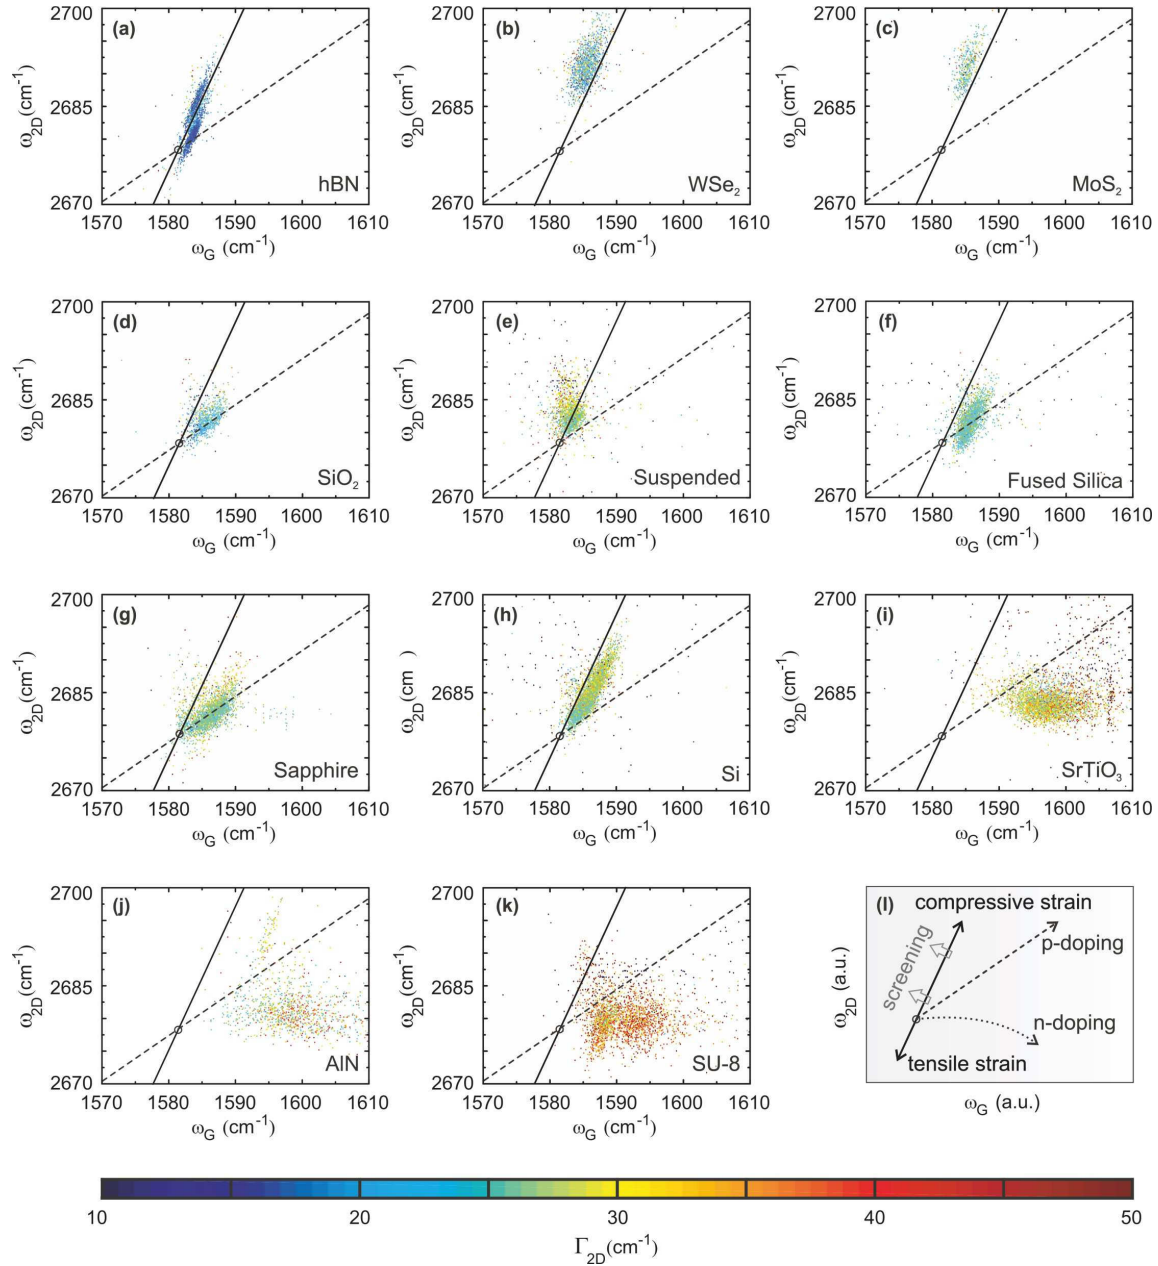 (a)
2700
2685
2670
ω2D(cm-1)
hBN
1570 1580 1590 1600 1610
ωG (cm-1)
(b)
2700
2685
2670
ω2D(cm-1)
WSe2
1570 1580 1590 1600 1610
ωG (cm-1)
(c)
2700
2685
2670
ω2D(cm-1)
MoS2
1570 1580 1590 1600 1610
ωG (cm-1)
(d)
2700
2685
2670
ω2D(cm-1)
SiO2
1570 1580 1590 1600 1610
ωG (cm-1)
(e)
2700
2685
2670
ω2D(cm-1)
Suspended
1570 1580 1590 1600 1610
ωG (cm-1)
(f)
2700
2685
2670
ω2D(cm-1)
Fused Silica
1570 1580 1590 1600 1610
ωG (cm-1)
(g)
2700
2685
2670
ω2D(cm-1)
Sapphire
1570 1580 1590 1600 1610
ωG (cm-1)
(h)
2700
2685
2670
ω2D(cm )
Si
1570 1580 1590 1600 1610
ωG (cm-1)
(i)
2700
2685
2670
ω2D(cm-1)
SrTiO3
1570 1580 1590 1600 1610
ωG (cm-1)
(j)
2700
2685
2670
ω2D(cm-1)
AlN
1570 1580 1590 1600 1610
ωG (cm-1)
(k)
2700
2685
2670
ω2D(cm-1)
SU-8
1570 1580 1590 1600 1610
ωG (cm-1)
(l)
compressive strain
p-doping
screening
n-doping
tensile strain
ω2D (a.u.)
ωG (a.u.)
10 20 30 40 50
Γ2D(cm-1)